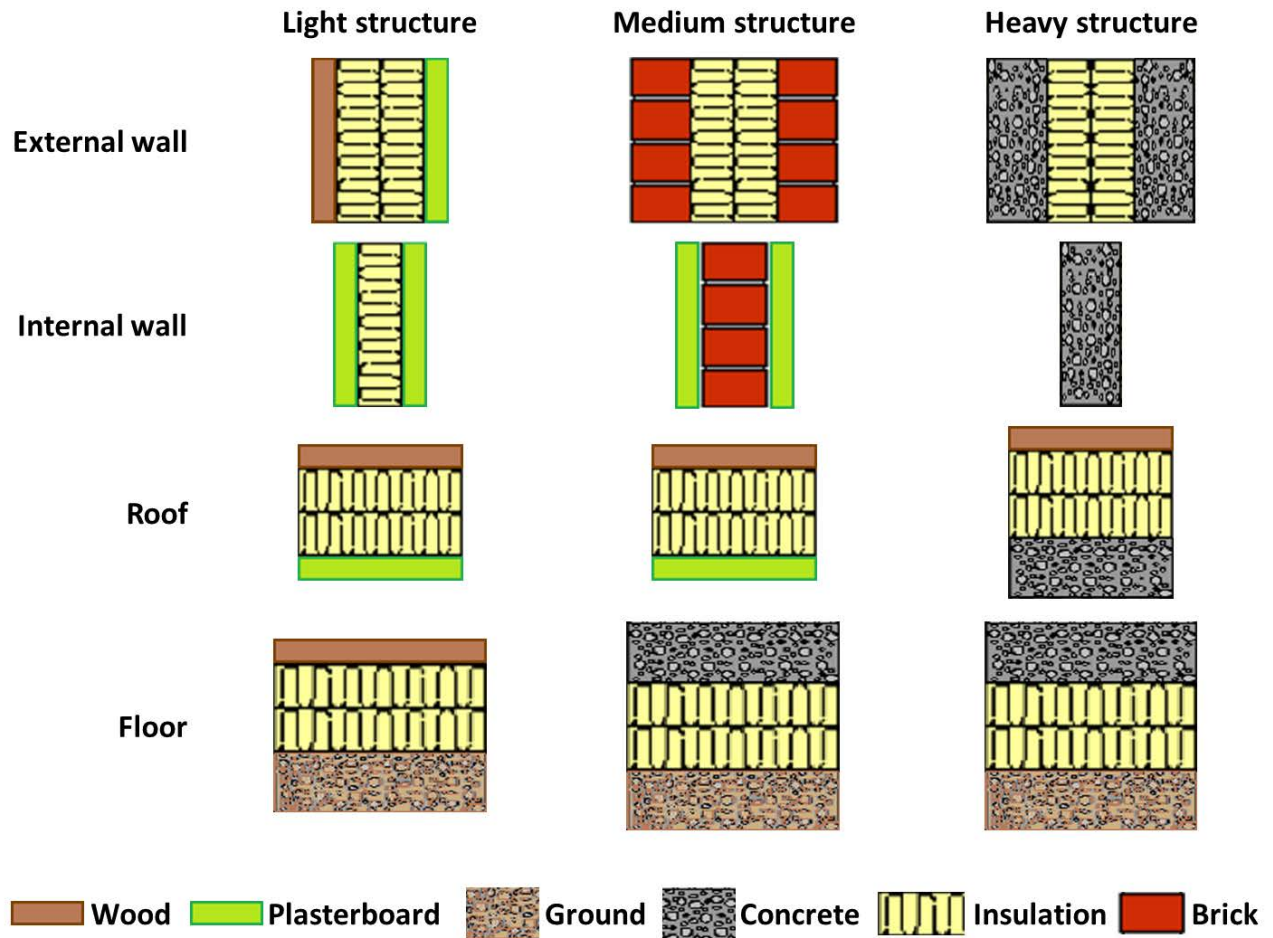 Light structure Medium structure Heavy structure
External wall
Internal wall
Roof
Floor
Wood Plasterboard Ground Concrete Insulation Brick